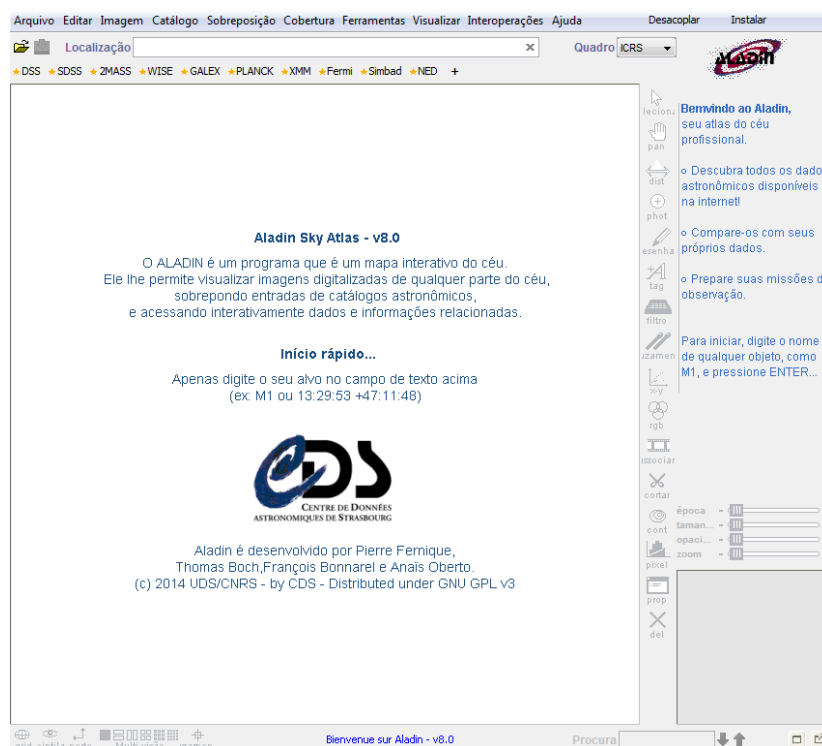 Arquivo Editar Imagem Catálogo Sobreposição Cobertura Ferramentas Visualizar Interoperações Ajuda Desacoplar Instalar
Localização Quadro ICRS
ALADIN
DSS SDSS 2MASS WISE GALEX PLANCK XMM Fermi Simbad NED +
leciona
pan
dist
phot
esenha
tag
filtro
uzamen
x-y
rgb
ssociar
cortar
cont
pixel
prop
del
Bemvindo ao Aladin,
seu atlas do céu
profissional.
Descubra todos os dado
astronômicos disponíveis
na internet!
Compare-os com seus
próprios dados.
Prepare suas missões d
observação.
Para iniciar, digite o nome
de qualquer objeto, como
M1, e pressione ENTER...
Aladin Sky Atlas - v8.0
O ALADIN é um programa que é um mapa interativo do céu.
Ele lhe permite visualizar imagens digitalizadas de qualquer parte do céu,
sobrepondo entradas de catálogos astronômicos,
e acessando interativamente dados e informações relacionadas.
Início rápido...
Apenas digite o seu alvo no campo de texto acima
(ex: M1 ou 13:29:53 +47:11:48)
CDS
CENTRE DE DONNÉES
ASTRONOMIQUES DE STRASBOURG
Aladin é desenvolvido por Pierre Fernique,
Thomas Boch,François Bonnarel e Anaïs Oberto.
(c) 2014 UDS/CNRS - by CDS - Distributed under GNU GPL v3
época
taman...
opaci...
zoom
Bienvenue sur Aladin - v8.0
Procura